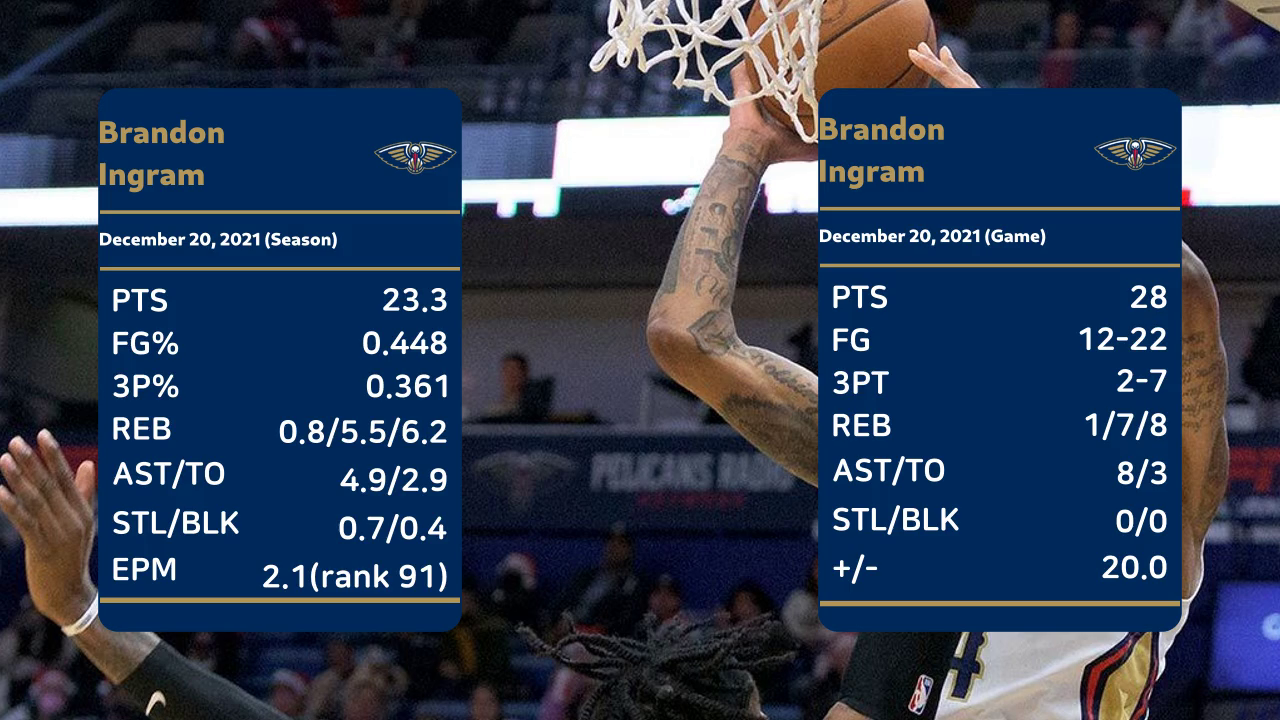 Brandon
Ingram
December 20, 2021 (Season)
PTS 23.3
FG% 0.448
3P% 0.361
REB 0.8/5.5/6.2
AST/TO 4.9/2.9
STL/BLK 0.7/0.4
EPM 2.1(rank 91)
Brandon
Ingram
December 20, 2021 (Game)
PTS 28
FG 12-22
3PT 2-7
REB 1/7/8
AST/TO 8/3
STL/BLK 0/0
+/- 20.0
PELICANS RADIO
4